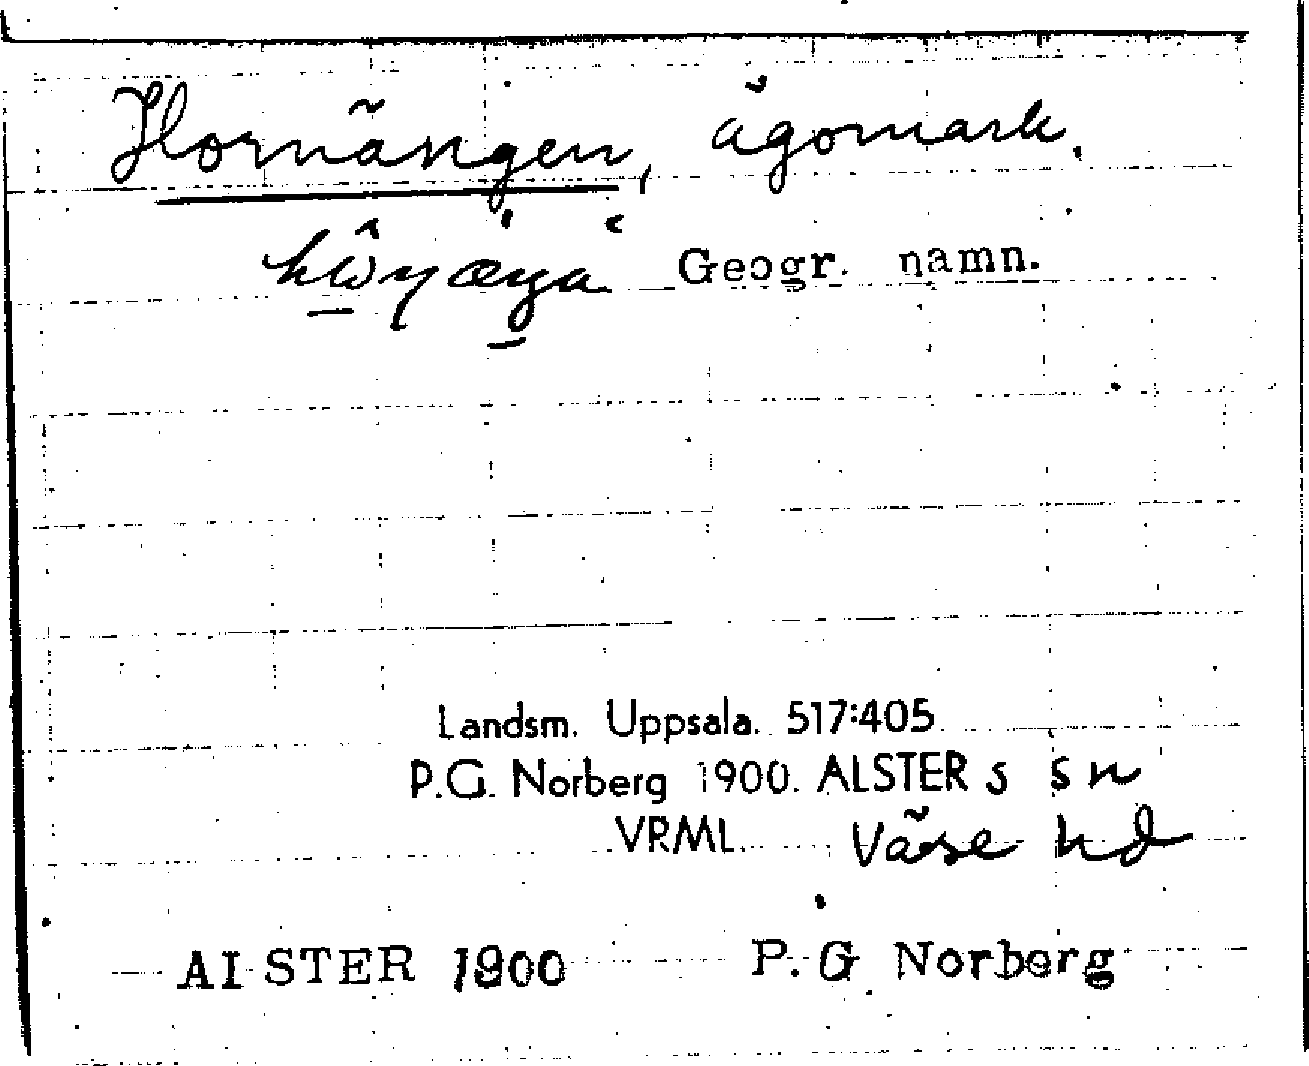 Hornängen, ägomark.
Geogr. namn.
Landsm. Uppsala. 517:405
P.G. Norberg 1900. ALSTER s sn
VRML. Väse hd
ALSTER 1900 P. G Norberg